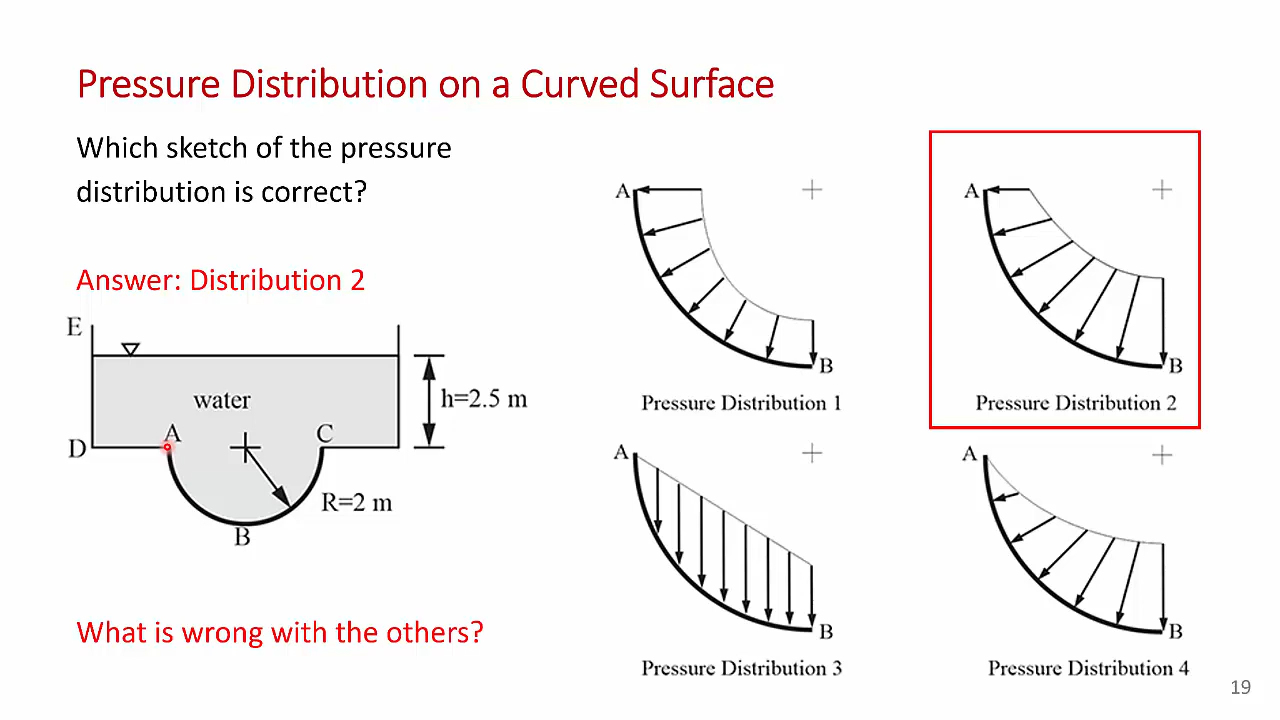 Pressure Distribution on a Curved Surface
Which sketch of the pressure
distribution is correct?
Answer: Distribution 2
E
water
h=2.5 m
D
A
C
R=2 m
B
What is wrong with the others?
A
B
Pressure Distribution 1
A
B
Pressure Distribution 2
A
B
Pressure Distribution 3
A
B
Pressure Distribution 4
19